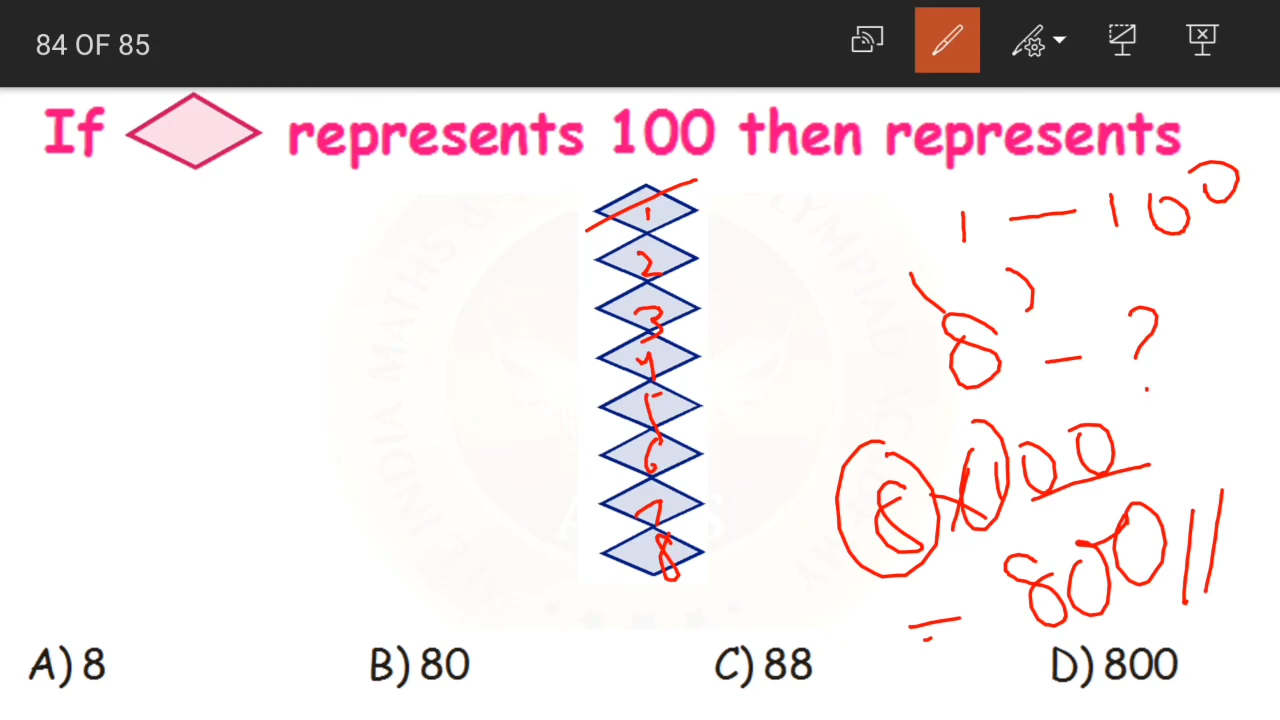 84 OF 85
If represents 100 then represents
1
2
3
4
5
6
7
8
1 — 100
8 — ?
8 × 100
= 800 //
A) 8 B) 80 C) 88 D) 800